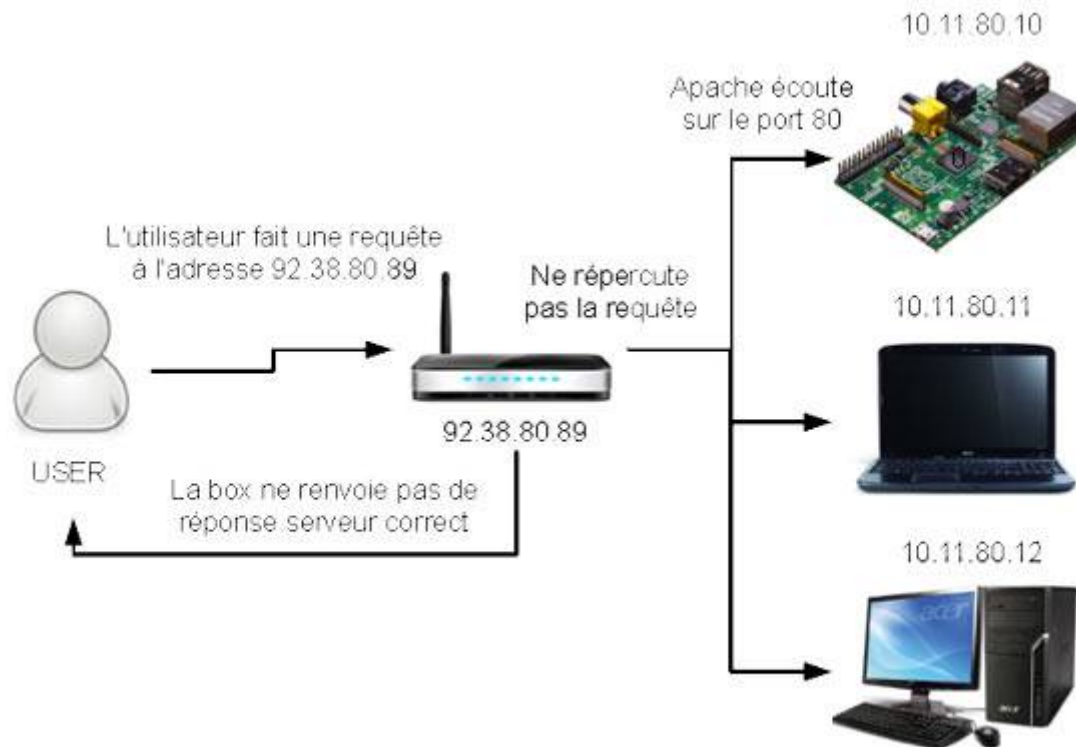 10.11.80.10
Apache écoute
sur le port 80
L'utilisateur fait une requête
à l'adresse 92.38.80.89
Ne répercute
pas la requête
10.11.80.11
92.38.80.89
USER
La box ne renvoie pas de
réponse serveur correct
10.11.80.12
acer
acer